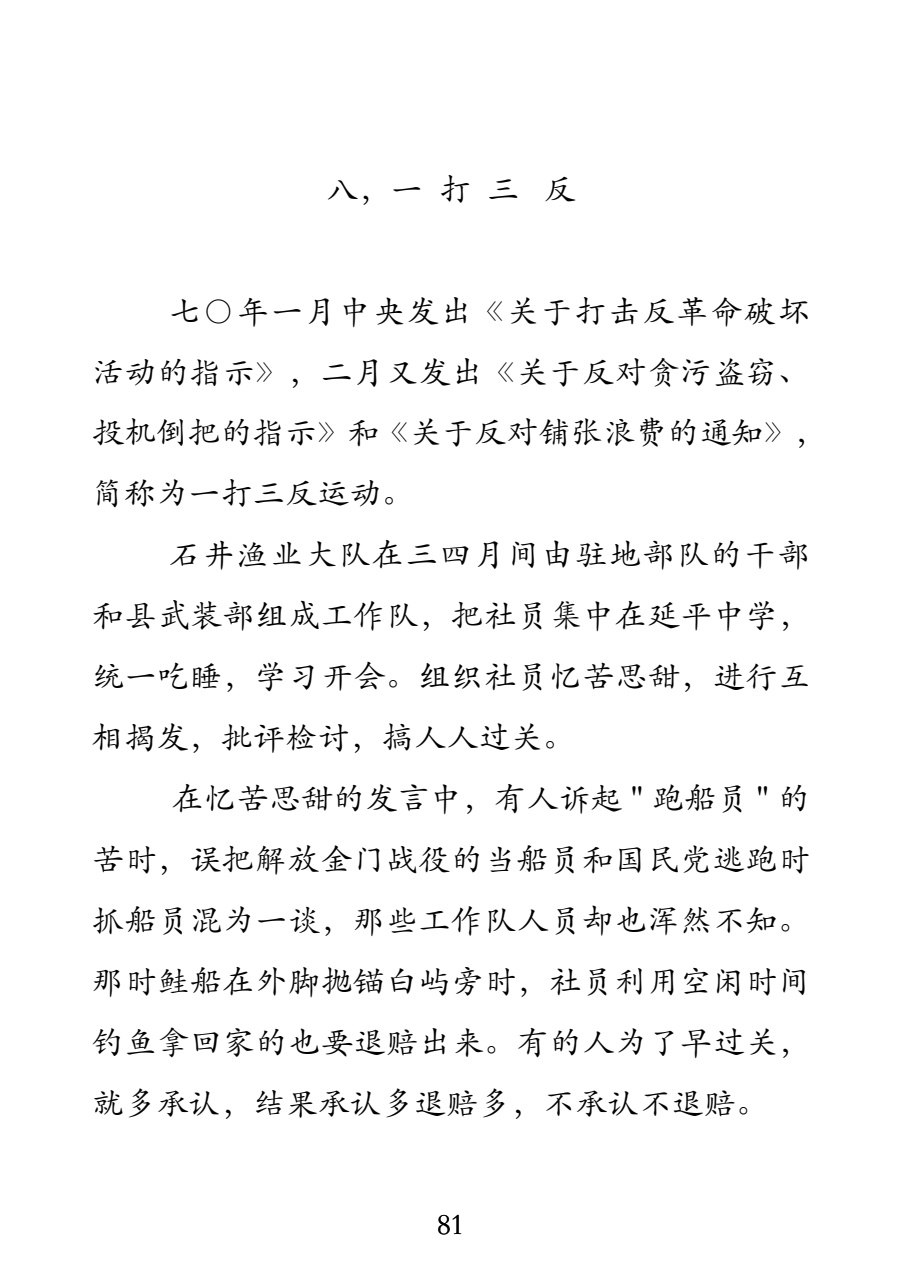 八，一 打 三 反
七〇年一月中央发出《关于打击反革命破坏
活动的指示》，二月又发出《关于反对贪污盗窃、
投机倒把的指示》和《关于反对铺张浪费的通知》，
简称为一打三反运动。
石井渔业大队在三四月间由驻地部队的干部
和县武装部组成工作队，把社员集中在延平中学，
统一吃睡，学习开会。组织社员忆苦思甜，进行互
相揭发，批评检讨，搞人人过关。
在忆苦思甜的发言中，有人诉起＂跑船员＂的
苦时，误把解放金门战役的当船员和国民党逃跑时
抓船员混为一谈，那些工作队人员却也浑然不知。
那时鲑船在外脚抛锚白屿旁时，社员利用空闲时间
钓鱼拿回家的也要退赔出来。有的人为了早过关，
就多承认，结果承认多退赔多，不承认不退赔。
81